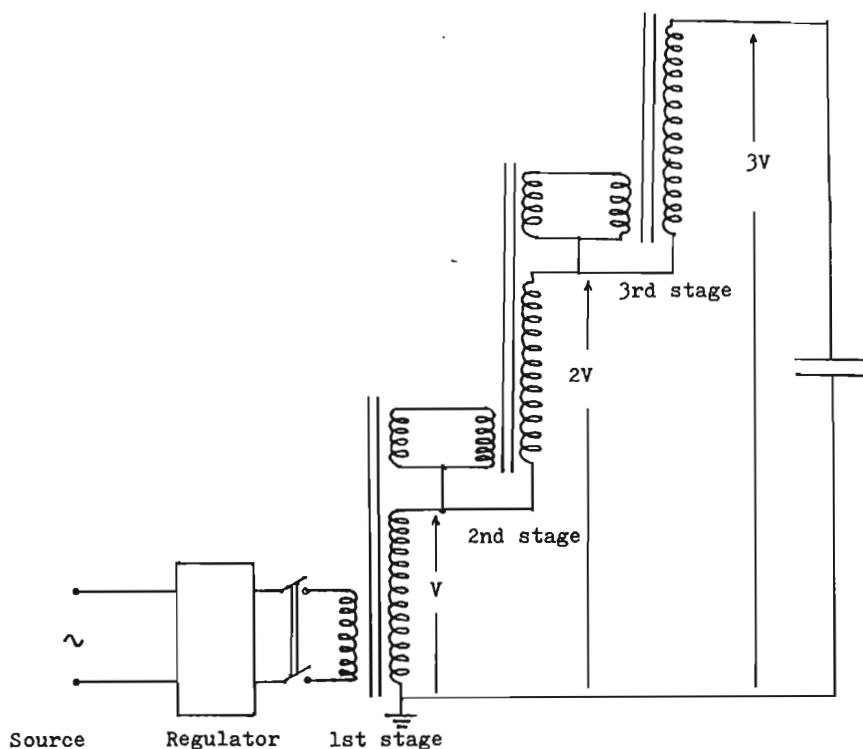 3V
3rd stage
2V
2nd stage
V
~
Source Regulator 1st stage